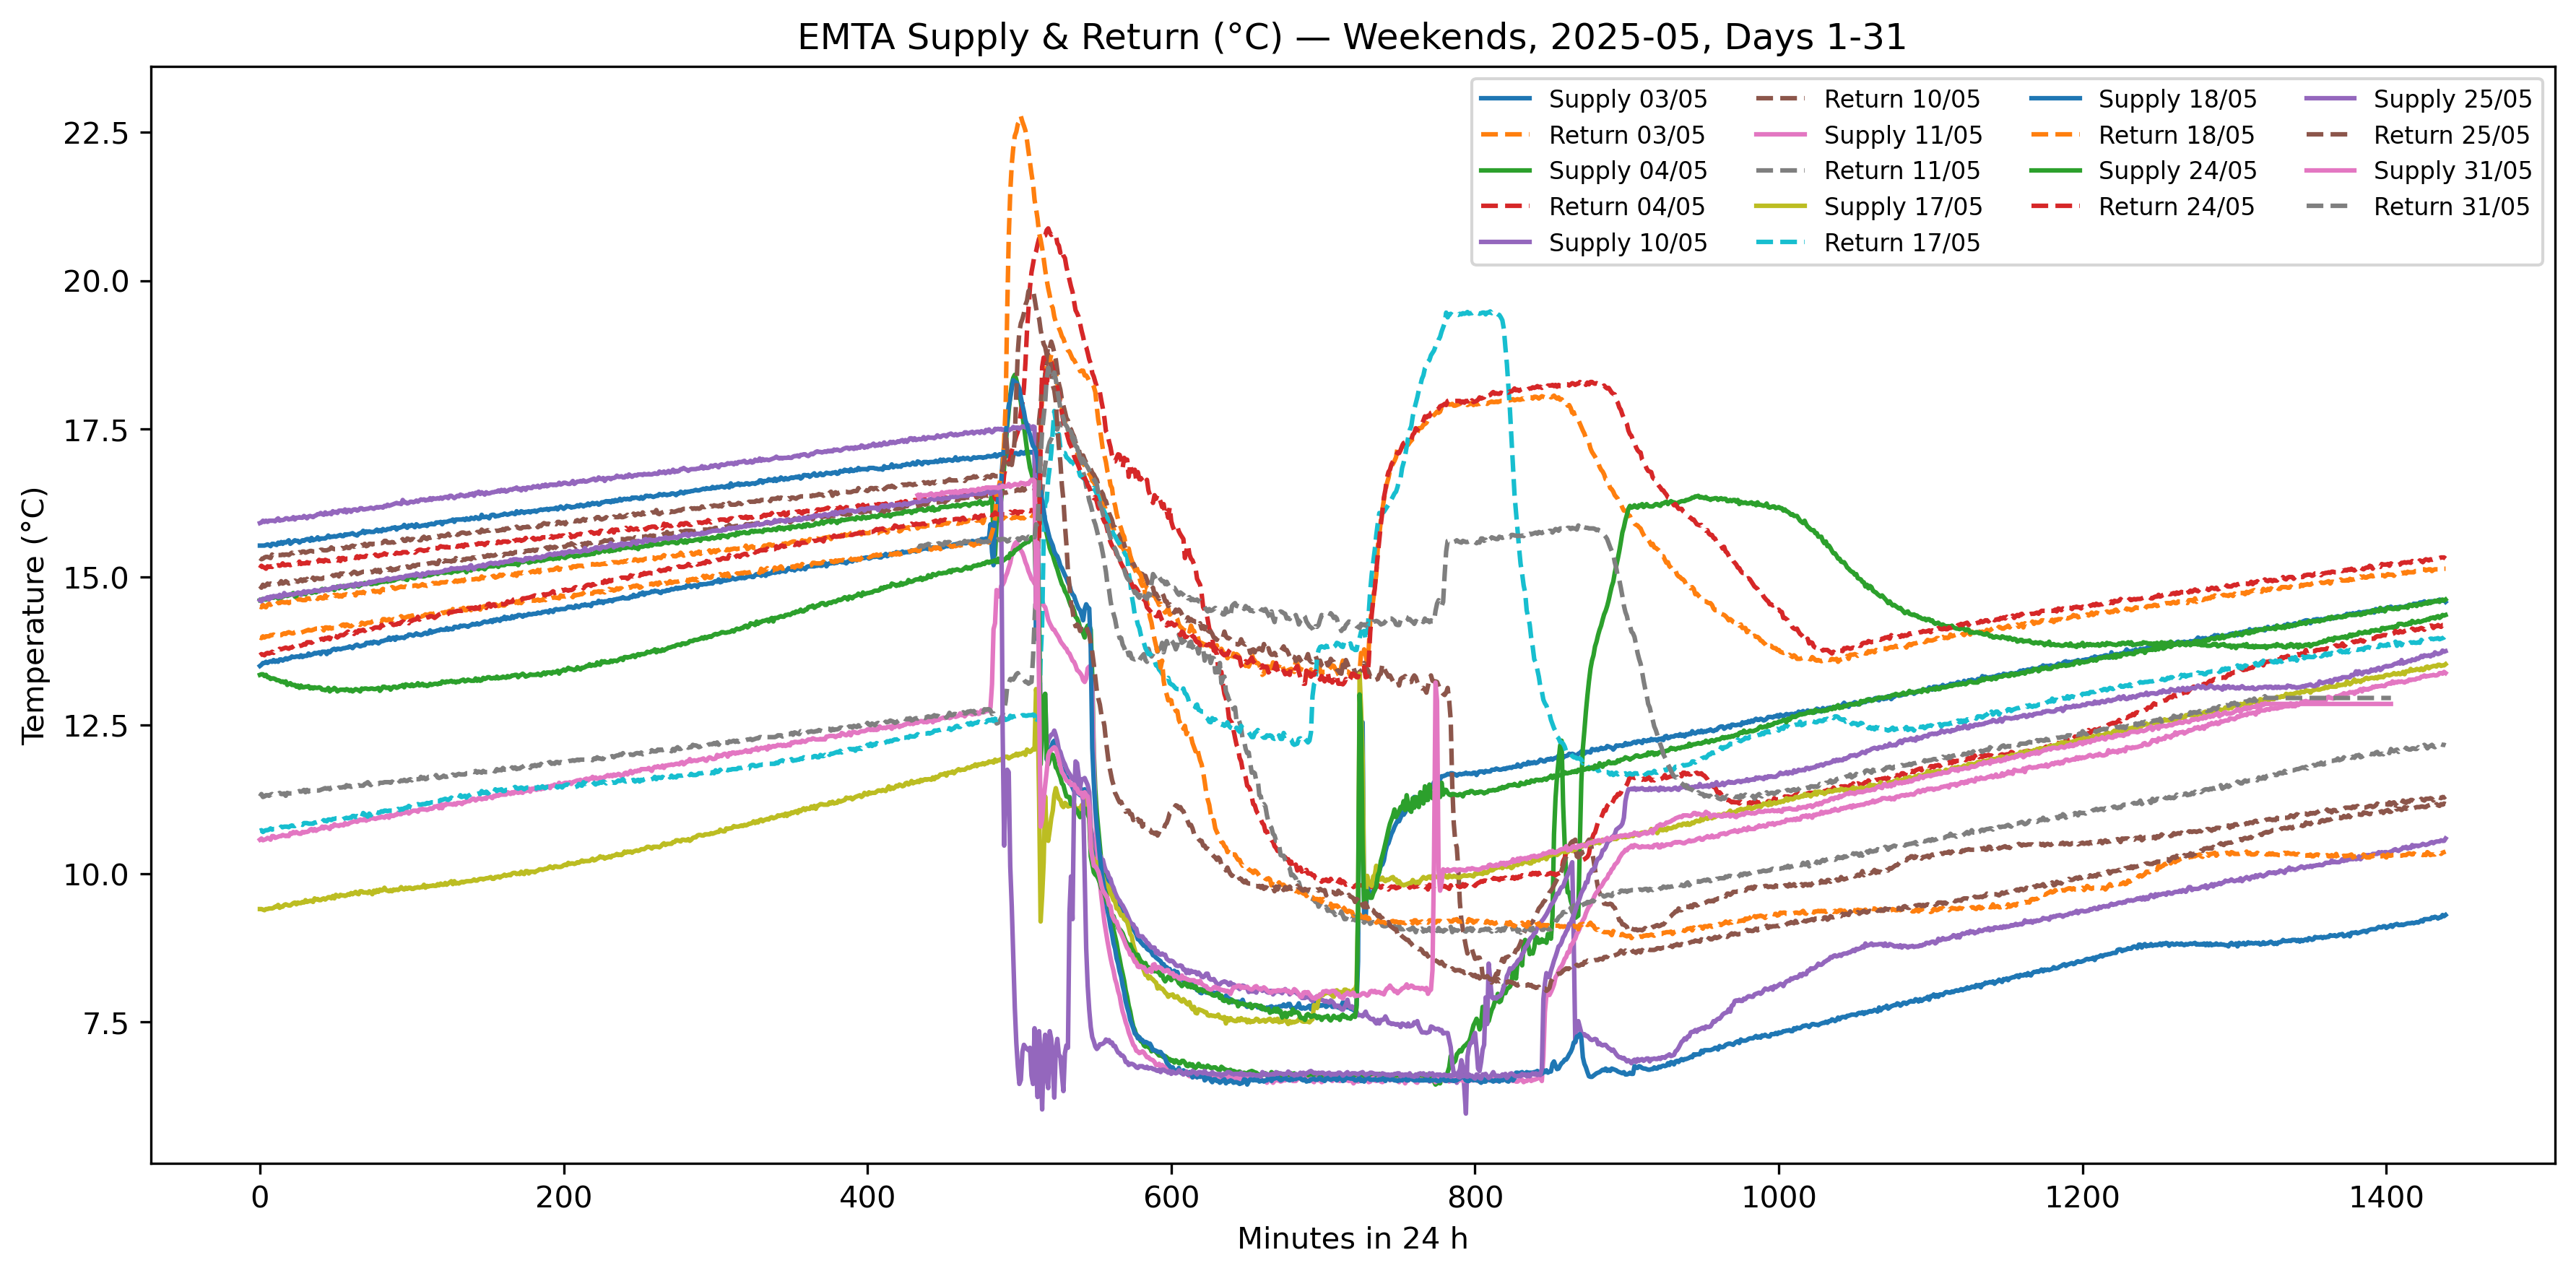 EMTA Supply & Return (°C) — Weekends, 2025-05, Days 1-31
Temperature (°C)
22.5
20.0
17.5
15.0
12.5
10.0
7.5
Supply 03/05
Return 03/05
Supply 04/05
Return 04/05
Supply 10/05
Return 10/05
Supply 11/05
Return 11/05
Supply 17/05
Return 17/05
Supply 18/05
Return 18/05
Supply 24/05
Return 24/05
Supply 25/05
Return 25/05
Supply 31/05
Return 31/05
0 200 400 600 800 1000 1200 1400
Minutes in 24 h